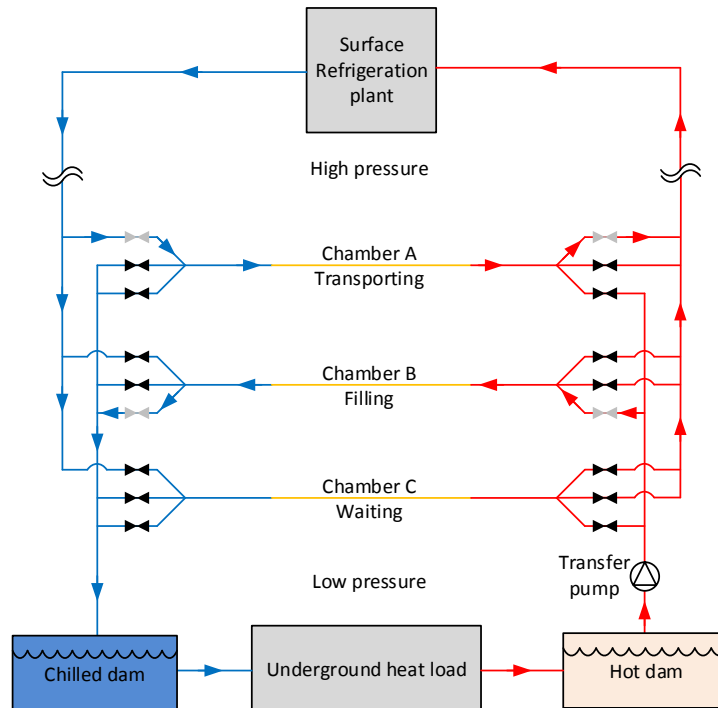 Surface
Refrigeration
plant
High pressure
Chamber A
Transporting
Chamber B
Filling
Chamber C
Waiting
Transfer
pump
Low pressure
Chilled dam
Underground heat load
Hot dam